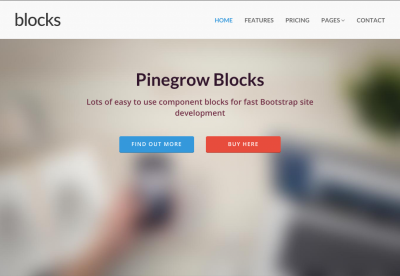 blocks
HOME FEATURES PRICING PAGES CONTACT
Pinegrow Blocks
Lots of easy to use component blocks for fast Bootstrap site
development
FIND OUT MORE BUY HERE